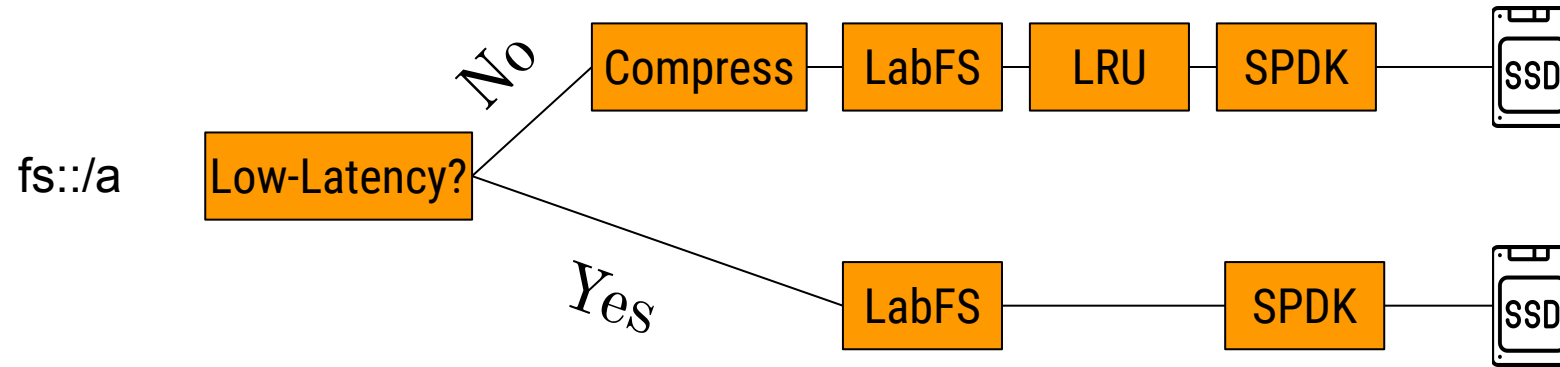 No
Compress
LabFS
LRU
SPDK
SSD
fs::/a
Low-Latency?
Yes
LabFS
SPDK
SSD